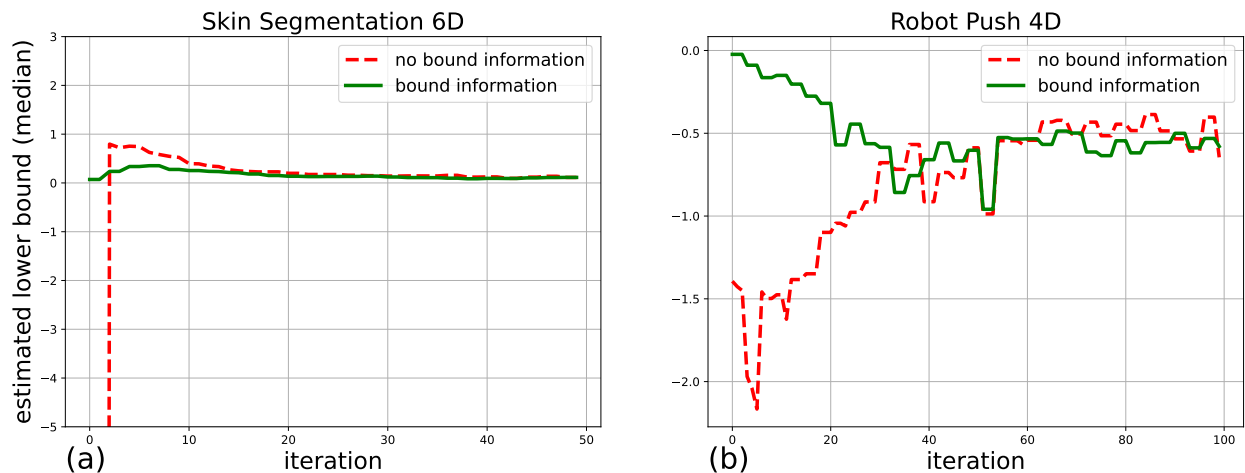 Skin Segmentation 6D
estimated lower bound (median)
3
2
1
0
−1
−2
−3
−4
−5
no bound information
bound information
0
10
20
30
40
50
(a)
iteration
Robot Push 4D
0.0
−0.5
−1.0
−1.5
−2.0
no bound information
bound information
0
20
40
60
80
100
(b)
iteration